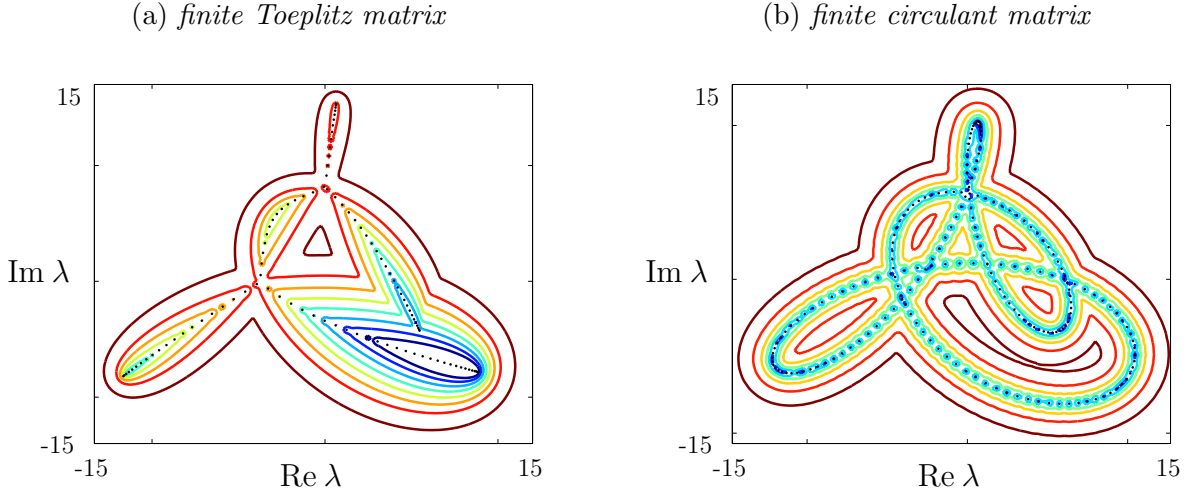 (a) finite Toeplitz matrix
(b) finite circulant matrix
15
Im λ
-15
-15
Re λ
15
15
Im λ
-15
-15
Re λ
15